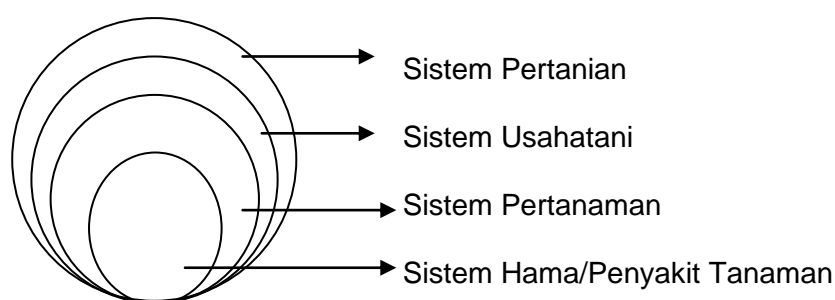 Sistem Pertanian
Sistem Usahatani
Sistem Pertanaman
Sistem Hama/Penyakit Tanaman